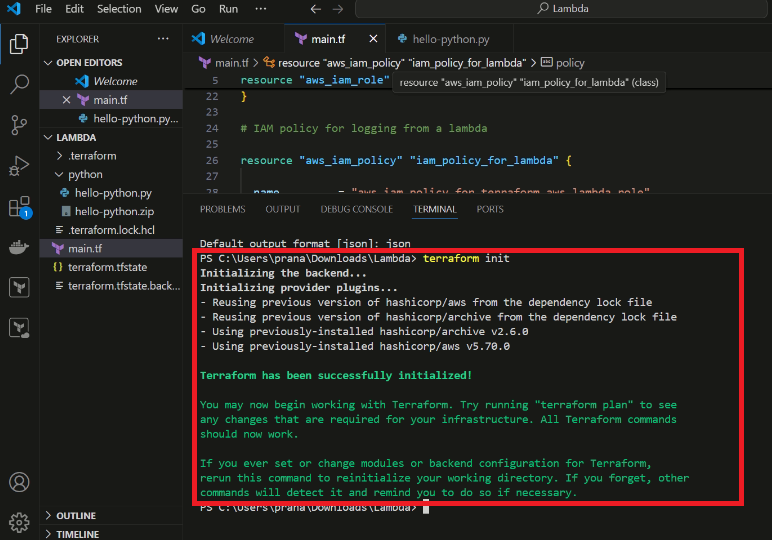 File Edit Selection View Go Run ··· Lambda
EXPLORER ···
OPEN EDITORS
Welcome
main.tf
hello-python.py...
LAMBDA
.terraform
python
hello-python.py
hello-python.zip
.terraform.lock.hcl
main.tf
terraform.tfstate
terraform.tfstate.back...
OUTLINE
TIMELINE
1
Welcome main.tf hello-python.py
main.tf > resource "aws_iam_policy" "iam_policy_for_lambda" > policy
5 resource "aws_iam_role"
resource "aws_iam_policy" "iam_policy_for_lambda" (class)
22 }
23
24 # IAM policy for logging from a lambda
25
26 resource "aws_iam_policy" "iam_policy_for_lambda" {
27
28 name = "aws_iam_policy_for_terraform_aws_lambda_role"
PROBLEMS OUTPUT DEBUG CONSOLE TERMINAL PORTS
Default output format [json]: json
PS C:\Users\prana\Downloads\Lambda> terraform init
Initializing the backend...
Initializing provider plugins...
- Reusing previous version of hashicorp/aws from the dependency lock file
- Reusing previous version of hashicorp/archive from the dependency lock file
- Using previously-installed hashicorp/archive v2.6.0
- Using previously-installed hashicorp/aws v5.70.0
Terraform has been successfully initialized!
You may now begin working with Terraform. Try running "terraform plan" to see
any changes that are required for your infrastructure. All Terraform commands
should now work.
If you ever set or change modules or backend configuration for Terraform,
rerun this command to reinitialize your working directory. If you forget, other
commands will detect it and remind you to do so if necessary.
PS C:\Users\prana\Downloads\Lambda>